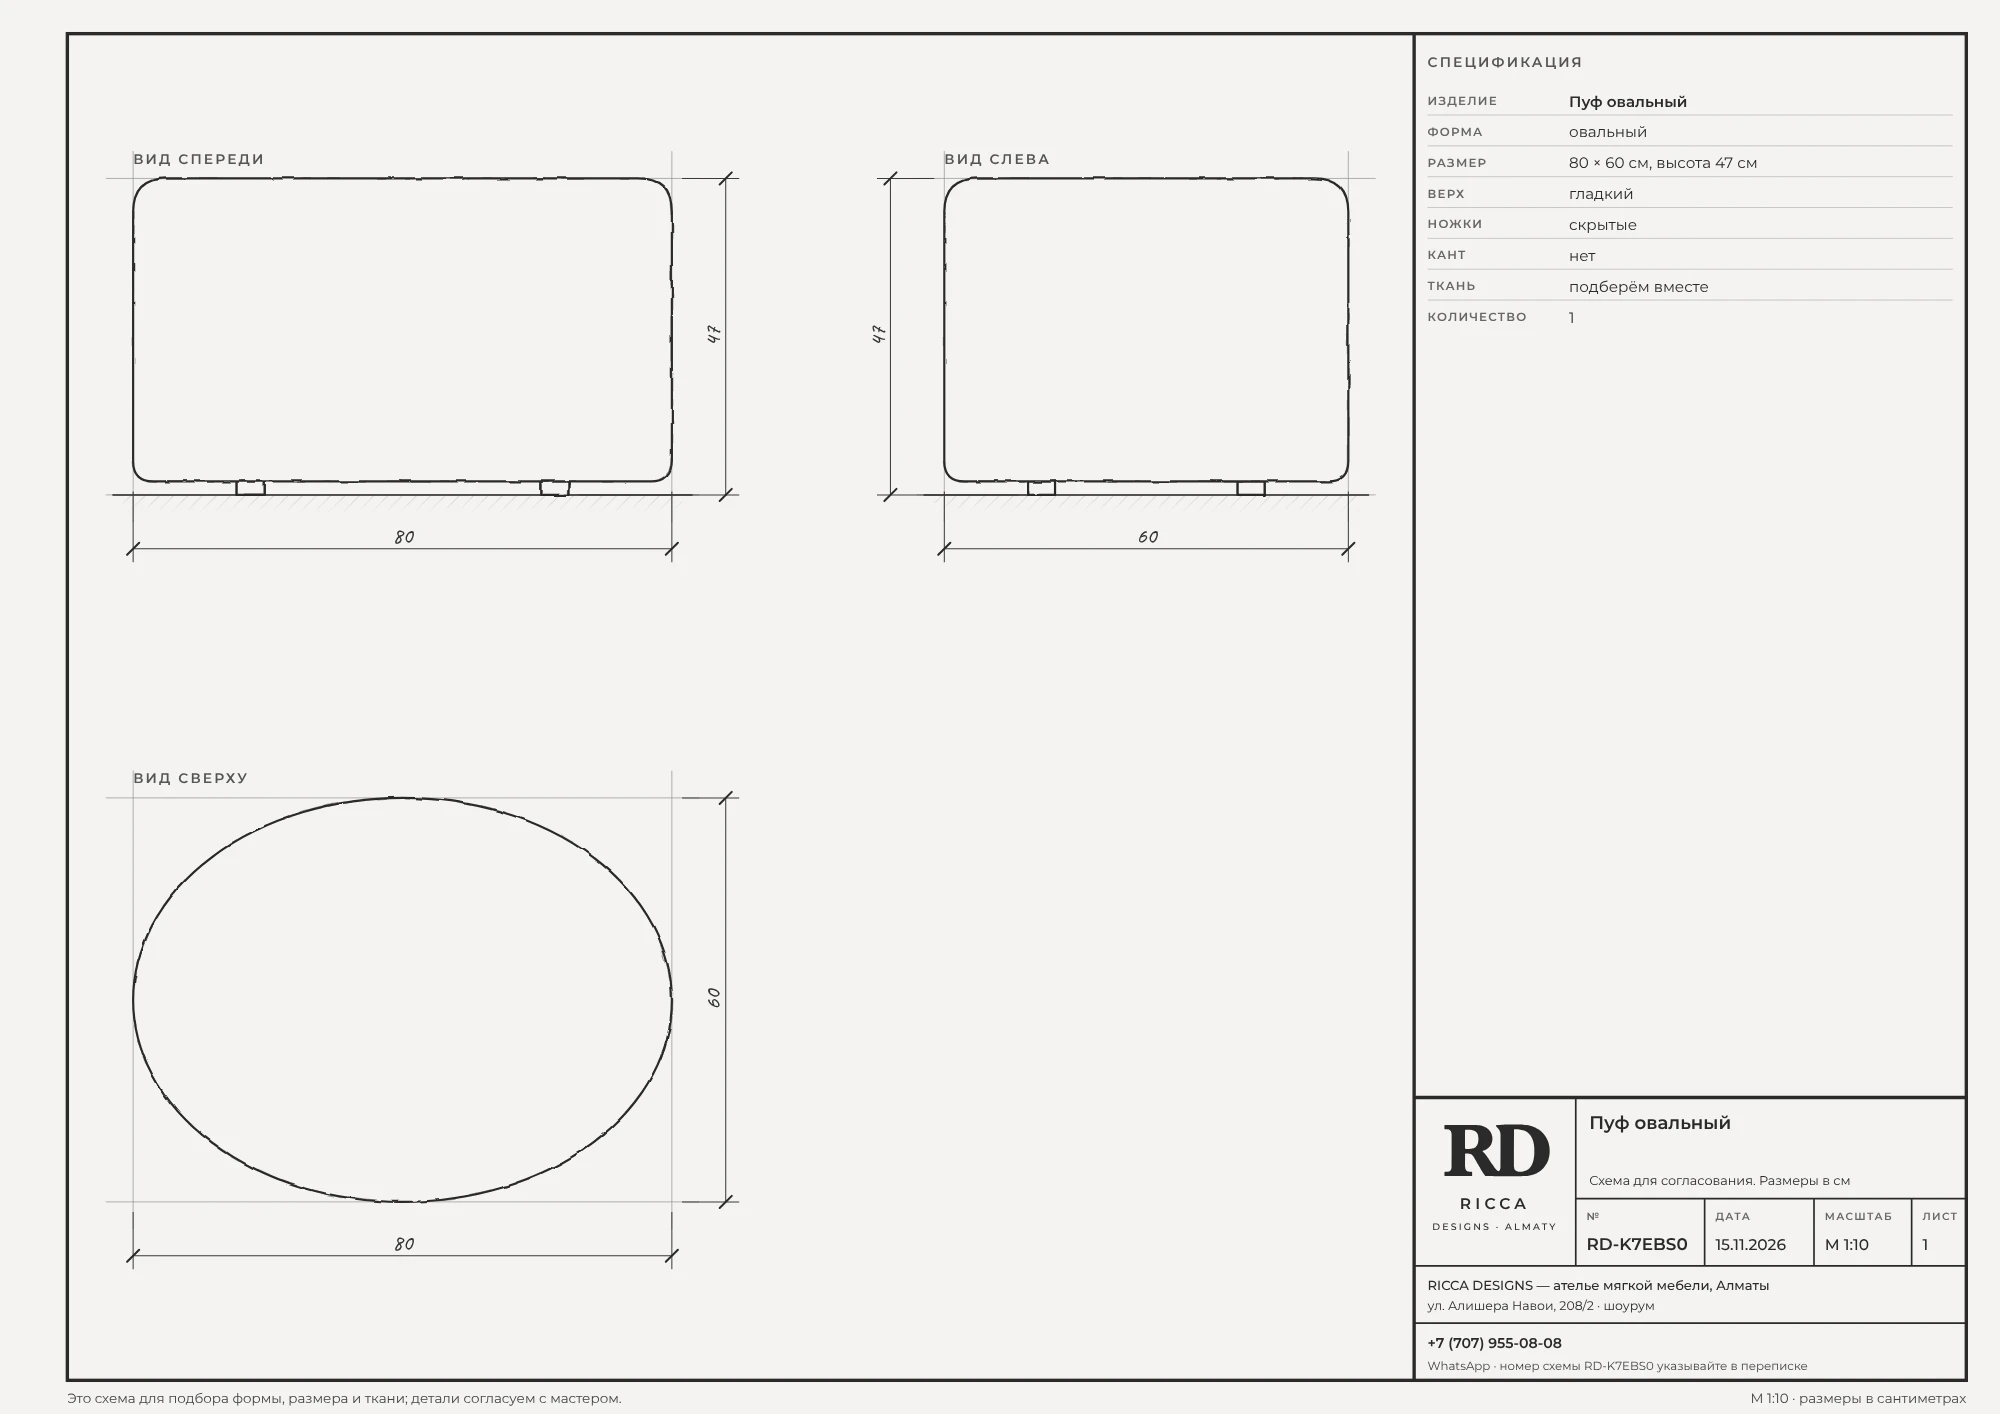 ВИД СПЕРЕДИ
47
80
ВИД СЛЕВА
47
60
ВИД СВЕРХУ
60
80
СПЕЦИФИКАЦИЯ
ИЗДЕЛИЕ Пуф овальный
ФОРМА овальный
РАЗМЕР 80 × 60 см, высота 47 см
ВЕРХ гладкий
НОЖКИ скрытые
КАНТ нет
ТКАНЬ подберём вместе
КОЛИЧЕСТВО 1
RD
RICCA
DESIGNS · ALMATY
Пуф овальный
Схема для согласования. Размеры в см
№ ДАТА МАСШТАБ ЛИСТ
RD-K7EBS0 15.11.2026 М 1:10 1
RICCA DESIGNS — ателье мягкой мебели, Алматы
ул. Алишера Навои, 208/2 · шоурум
+7 (707) 955-08-08
WhatsApp · номер схемы RD-K7EBS0 указывайте в переписке
Это схема для подбора формы, размера и ткани; детали согласуем с мастером.
М 1:10 · размеры в сантиметрах